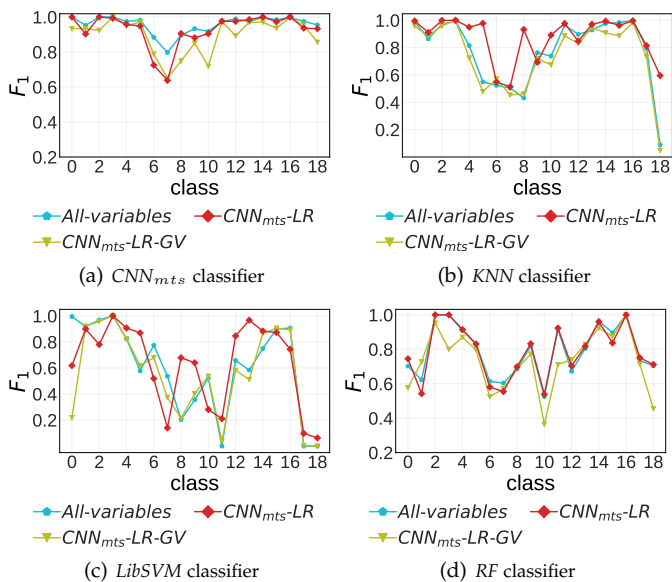 1.0
0.8
0.6
0.4
0.2
F1
0 2 4 6 8 10 12 14 16 18
class
All-variables CNNmts-LR
CNNmts-LR-GV
(a) CNNmts classifier
1.0
0.8
0.6
0.4
0.2
F1
0 2 4 6 8 10 12 14 16 18
class
All-variables CNNmts-LR
CNNmts-LR-GV
(b) KNN classifier
1.0
0.8
0.6
0.4
0.2
F1
0 2 4 6 8 10 12 14 16 18
class
All-variables CNNmts-LR
CNNmts-LR-GV
(c) LibSVM classifier
1.0
0.8
0.6
0.4
0.2
F1
0 2 4 6 8 10 12 14 16 18
class
All-variables CNNmts-LR
CNNmts-LR-GV
(d) RF classifier